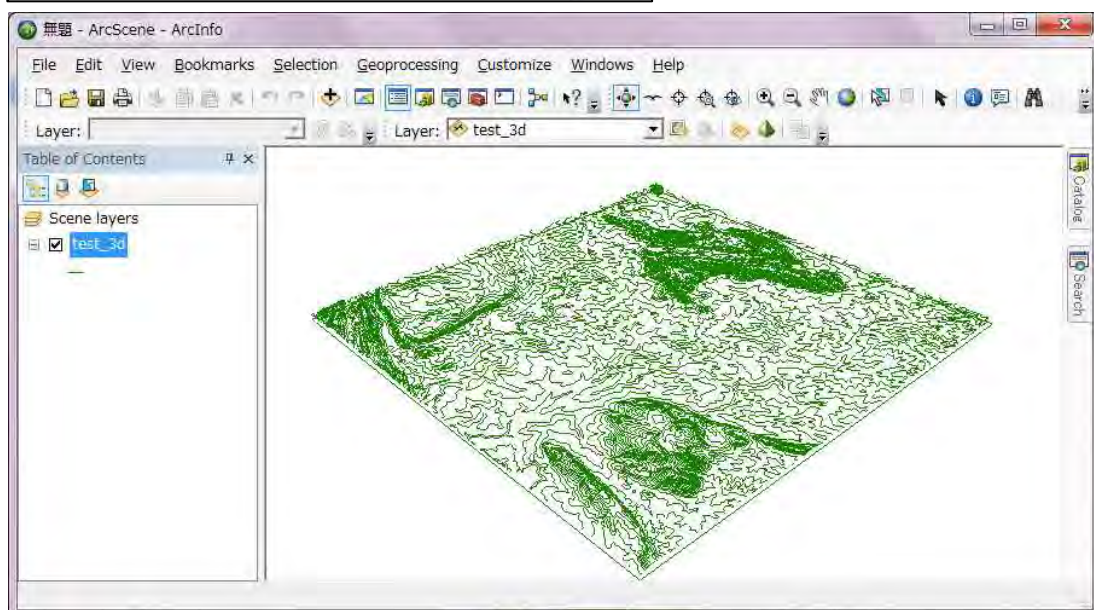 無題 - ArcScene - ArcInfo
File Edit View Bookmarks Selection Geoprocessing Customize Windows Help
Layer: Layer: test_3d
Table of Contents
Scene layers
test_3d
Catalog
Search